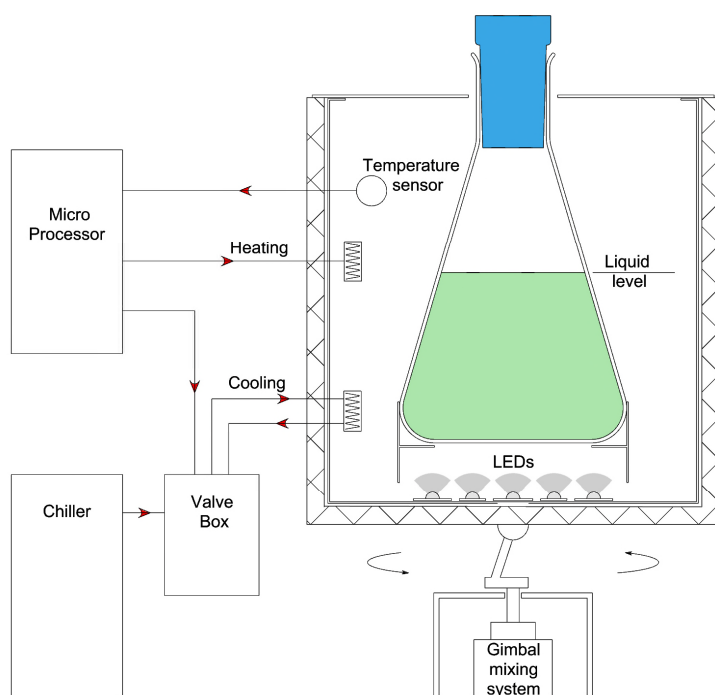 Temperature
sensor
Micro
Processor
Heating
Liquid
level
Cooling
LEDs
Chiller
Valve
Box
Gimbal
mixing
system